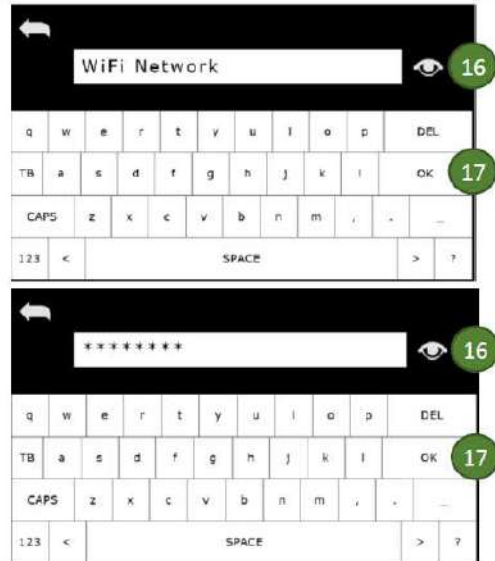 WiFi Network
16
q w e r t y u i o p DEL
TB a s d f g h j k l OK
17
CAPS z x c v b n m , . _
123 < SPACE > ?
********
16
q w e r t y u i o p DEL
TB a s d f g h j k l OK
17
CAPS z x c v b n m , . _
123 < SPACE > ?